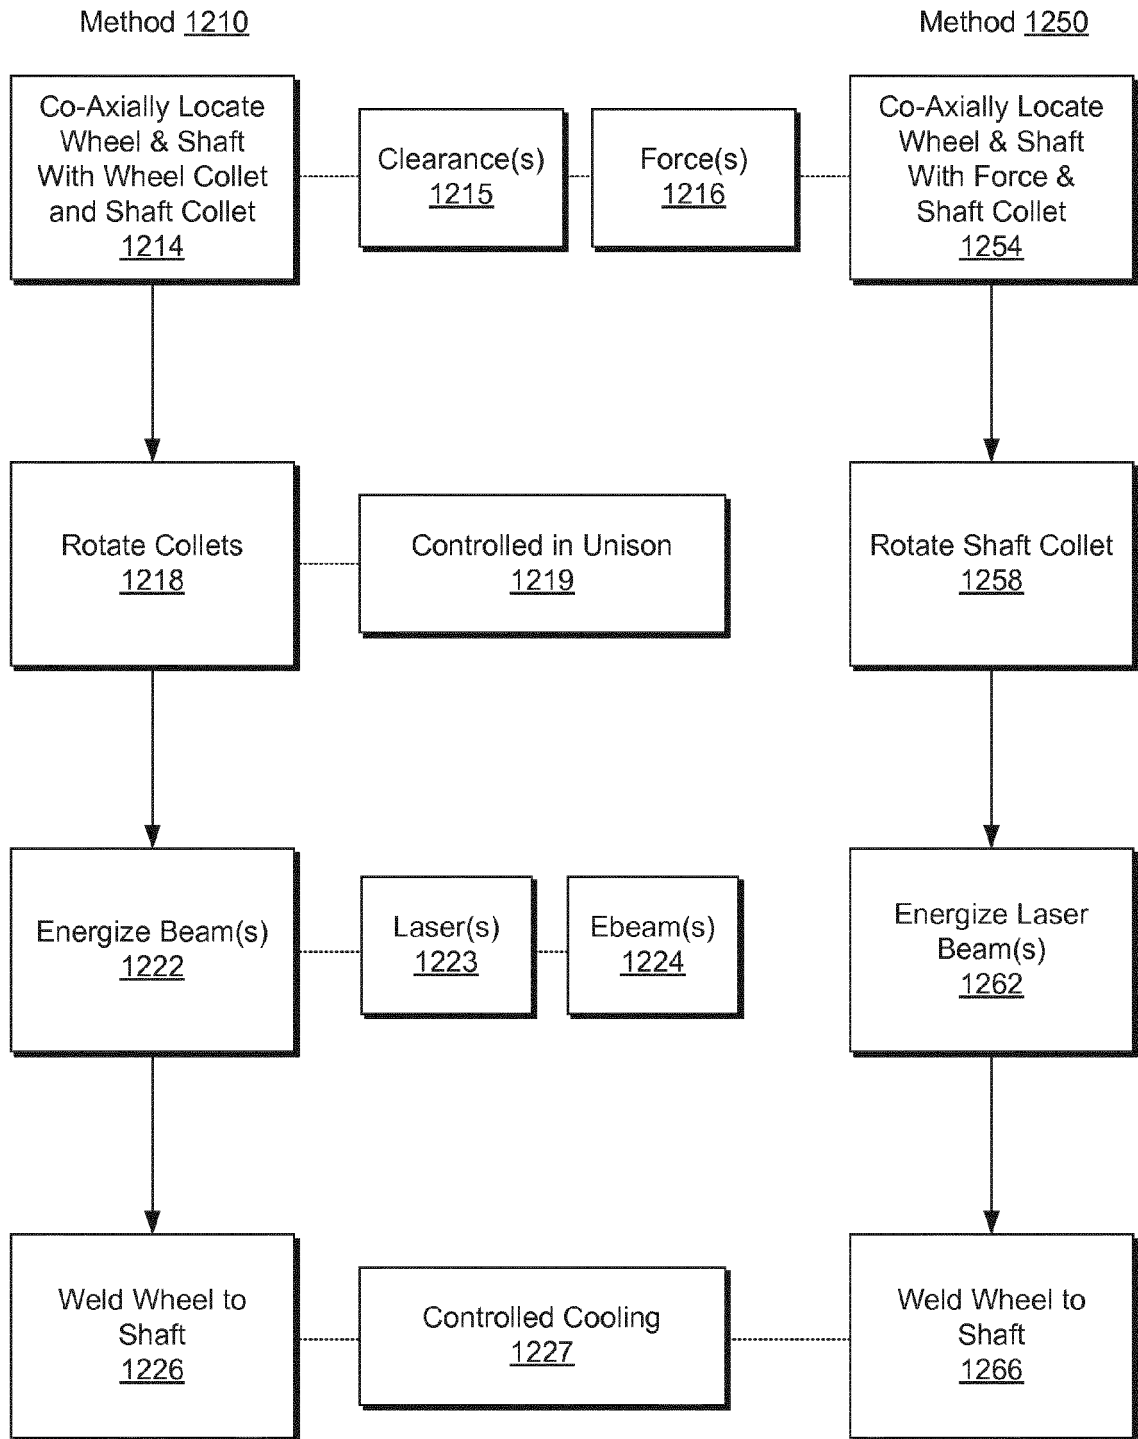 Method 1210
Method 1250
Co-Axially Locate
Wheel & Shaft
With Wheel Collet
and Shaft Collet
1214
Clearance(s)
1215
Force(s)
1216
Co-Axially Locate
Wheel & Shaft
With Force &
Shaft Collet
1254
Rotate Collets
1218
Controlled in Unison
1219
Rotate Shaft Collet
1258
Energize Beam(s)
1222
Laser(s)
1223
Ebeam(s)
1224
Energize Laser
Beam(s)
1262
Weld Wheel to
Shaft
1226
Controlled Cooling
1227
Weld Wheel to
Shaft
1266